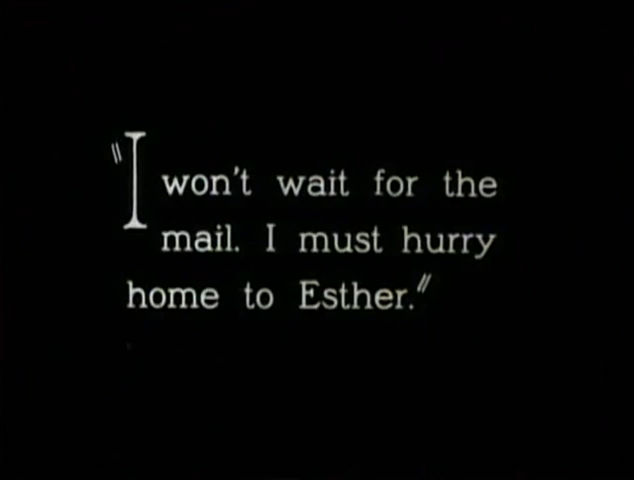 "I won't wait for the
mail. I must hurry
home to Esther."